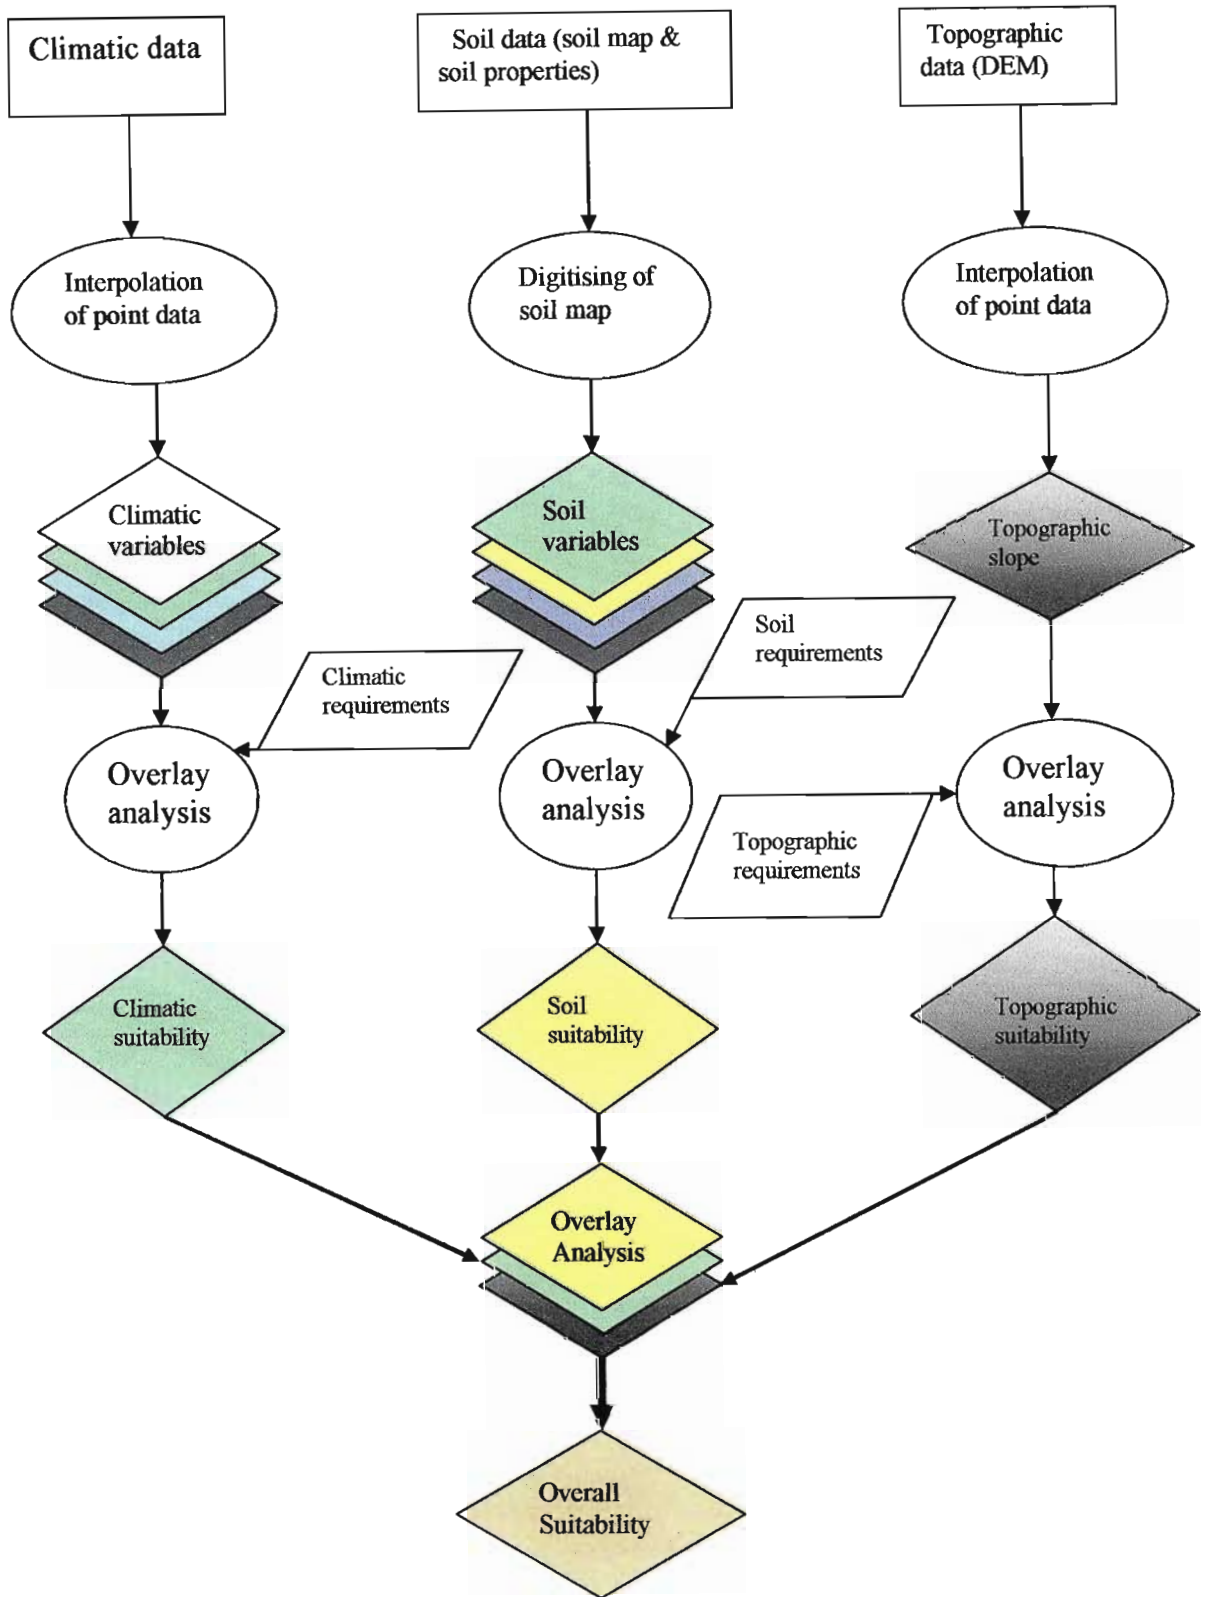 Climatic data
Soil data (soil map &
soil properties)
Topographic
data (DEM)
Interpolation
of point data
Digitising of
soil map
Interpolation
of point data
Climatic
variables
Soil
variables
Topographic
slope
Climatic
requirements
Soil
requirements
Overlay
analysis
Overlay
analysis
Overlay
analysis
Topographic
requirements
Climatic
suitability
Soil
suitability
Topographic
suitability
Overlay
Analysis
Overall
Suitability